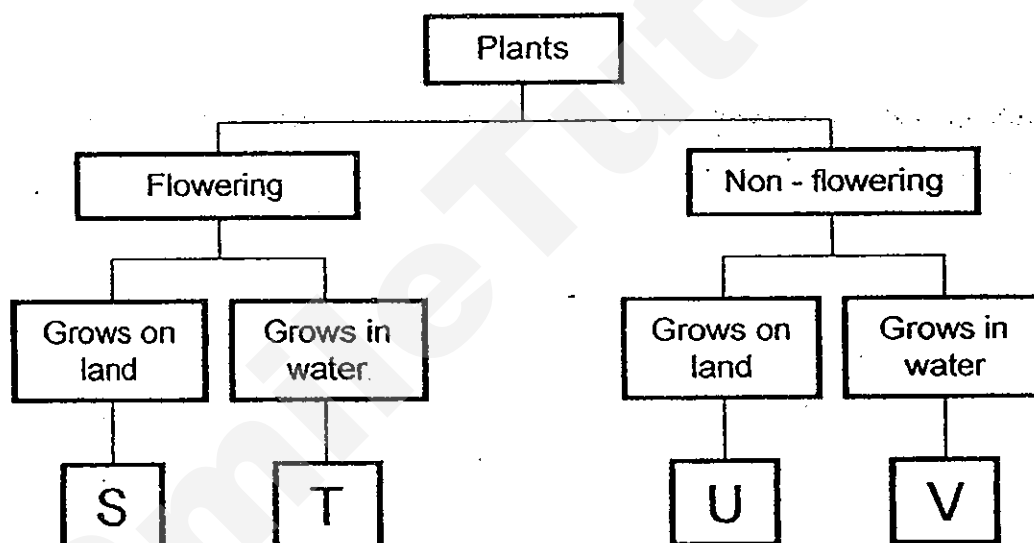 Plants
Flowering
Non - flowering
Grows on
land
Grows in
water
Grows on
land
Grows in
water
S
T
U
V